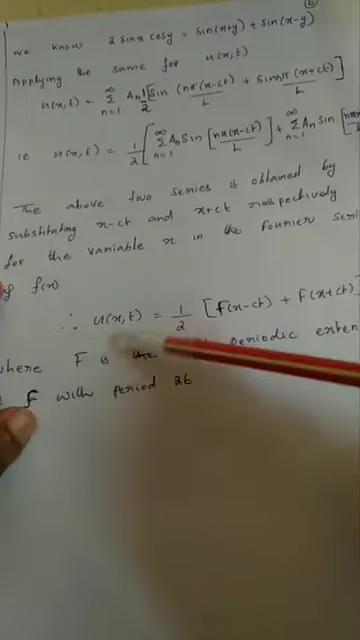 (b)
we know 2 sinx cosy = sin(x+y) + sin(x-y)
Applying the same for u(x,t)
u(x,t) = ∑_{n=1}^{∞} An 1/2 [sin (nπ(x-ct)/L + sin nπ(x+ct)/L]
ie u(x,t) = 1/2 [∑_{n=1}^{∞} An sin [nπ(x-ct)/L] + ∑_{n=1}^{∞} An sin [nπ
The above two series is obtained by
substituting x-ct and x+ct respectively
for the variable x in the Fourier seri
of f(x)
∴ u(x,t) = 1/2 [F(x-ct) + F(x+ct)]
where F is the periodic exten
f with period 2L